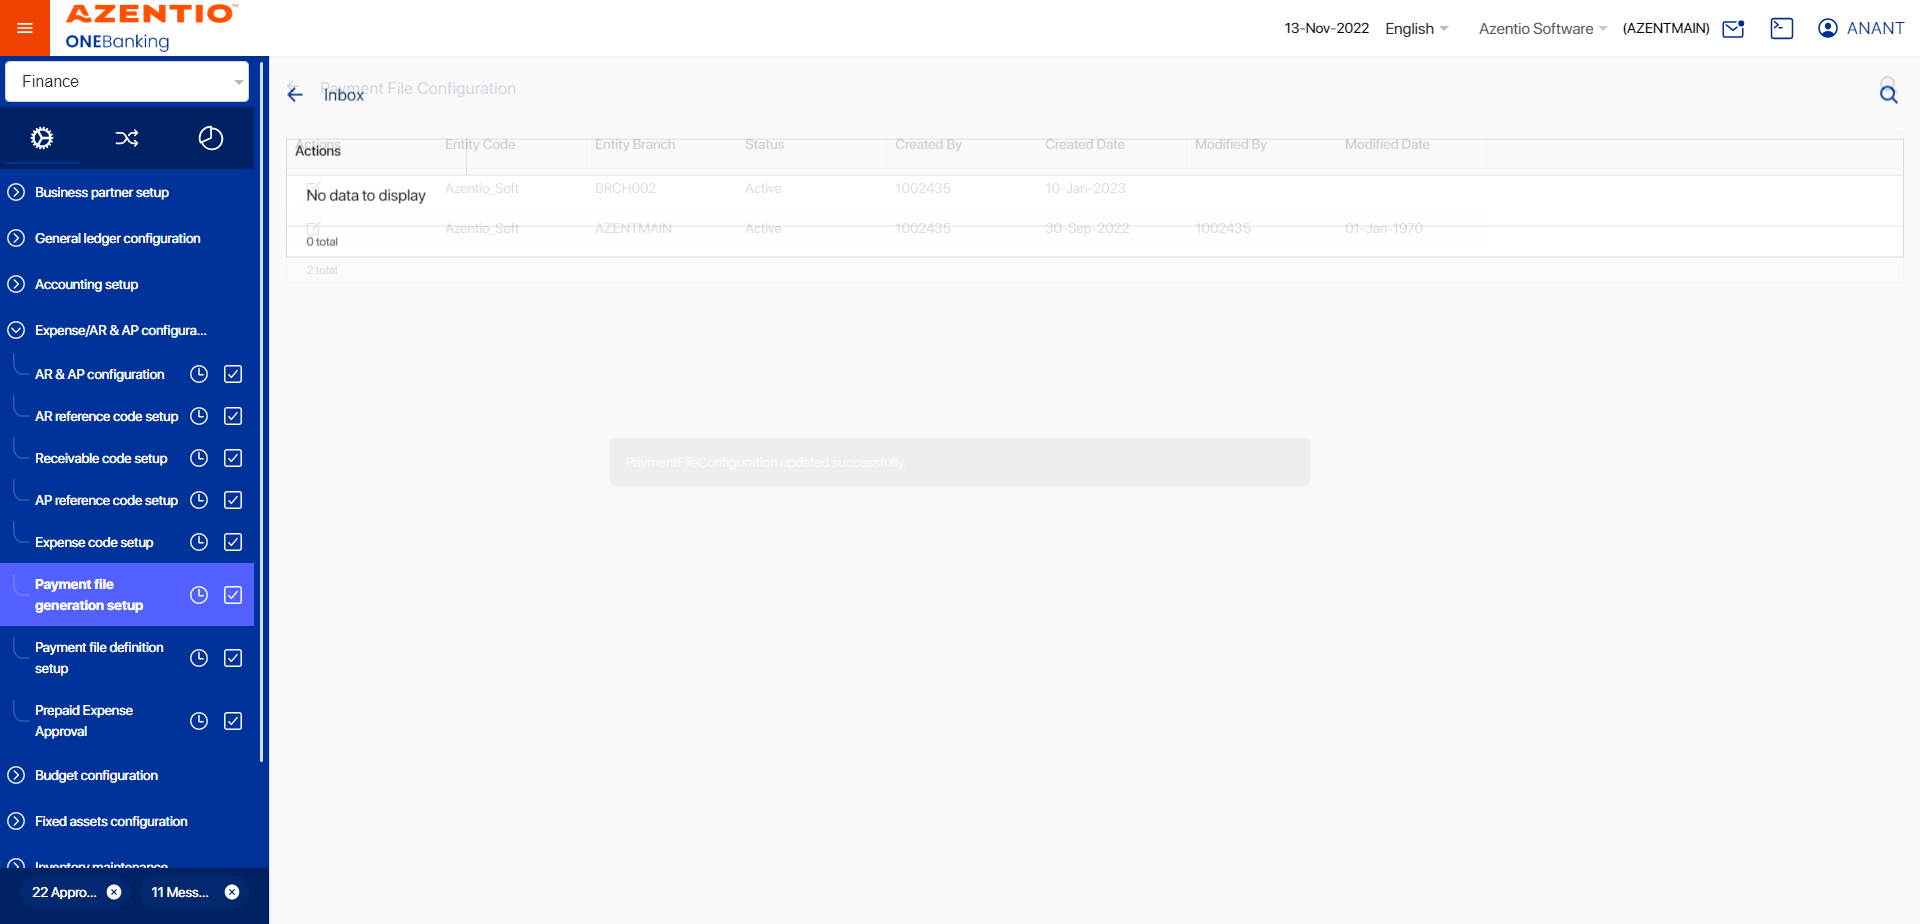 AZENTIO™
ONEBanking
13-Nov-2022 English Azentio Software (AZENTMAIN) ANANT
Finance
Business partner setup
General ledger configuration
Accounting setup
Expense/AR & AP configura...
AR & AP configuration
AR reference code setup
Receivable code setup
AP reference code setup
Expense code setup
Payment file
generation setup
Payment file definition
setup
Prepaid Expense
Approval
Budget configuration
Fixed assets configuration
Inventory maintenance
22 Appro... 11 Mess...
Payment File Configuration
Inbox
Actions Entity Code Entity Branch Status Created By Created Date Modified By Modified Date
Actions
Azentio_Soft BRCH002 Active 1002435 10-Jan-2023
No data to display
Azentio_Soft AZENTMAIN Active 1002435 30-Sep-2022 1002435 01-Jan-1970
0 total
2 total
PaymentFileConfiguration updated successfully.